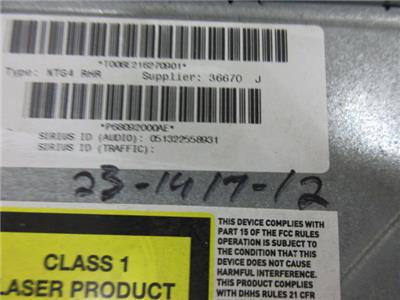 *T00BE216270901*
Type: NTG4 RHR Supplier: 36670 J
*P68092000AE*
SIRIUS ID (AUDIO): 051322558931
SIRIUS ID (TRAFFIC):
23-1417-12
CLASS 1
LASER PRODUCT
THIS DEVICE COMPLIES WITH
PART 15 OF THE FCC RULES
OPERATION IS SUBJECT TO
THE CONDITION THAT THIS
DEVICE DOES NOT CAUSE
HARMFUL INTERFERENCE.
THIS PRODUCT COMPLIES
WITH DHHS RULES 21 CFR